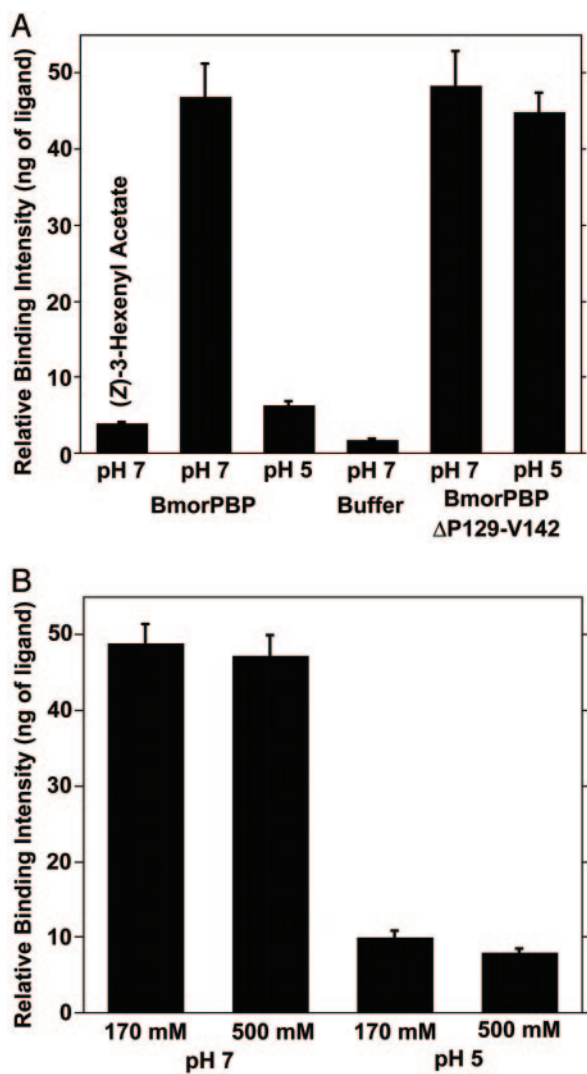 A
Relative Binding Intensity (ng of ligand)
50
40
30
20
10
0
(Z)-3-Hexenyl Acetate
pH 7 pH 7 pH 5 pH 7 pH 7 pH 5
BmorPBP Buffer BmorPBP
ΔP129-V142
B
Relative Binding Intensity (ng of ligand)
50
40
30
20
10
0
170 mM 500 mM 170 mM 500 mM
pH 7 pH 5